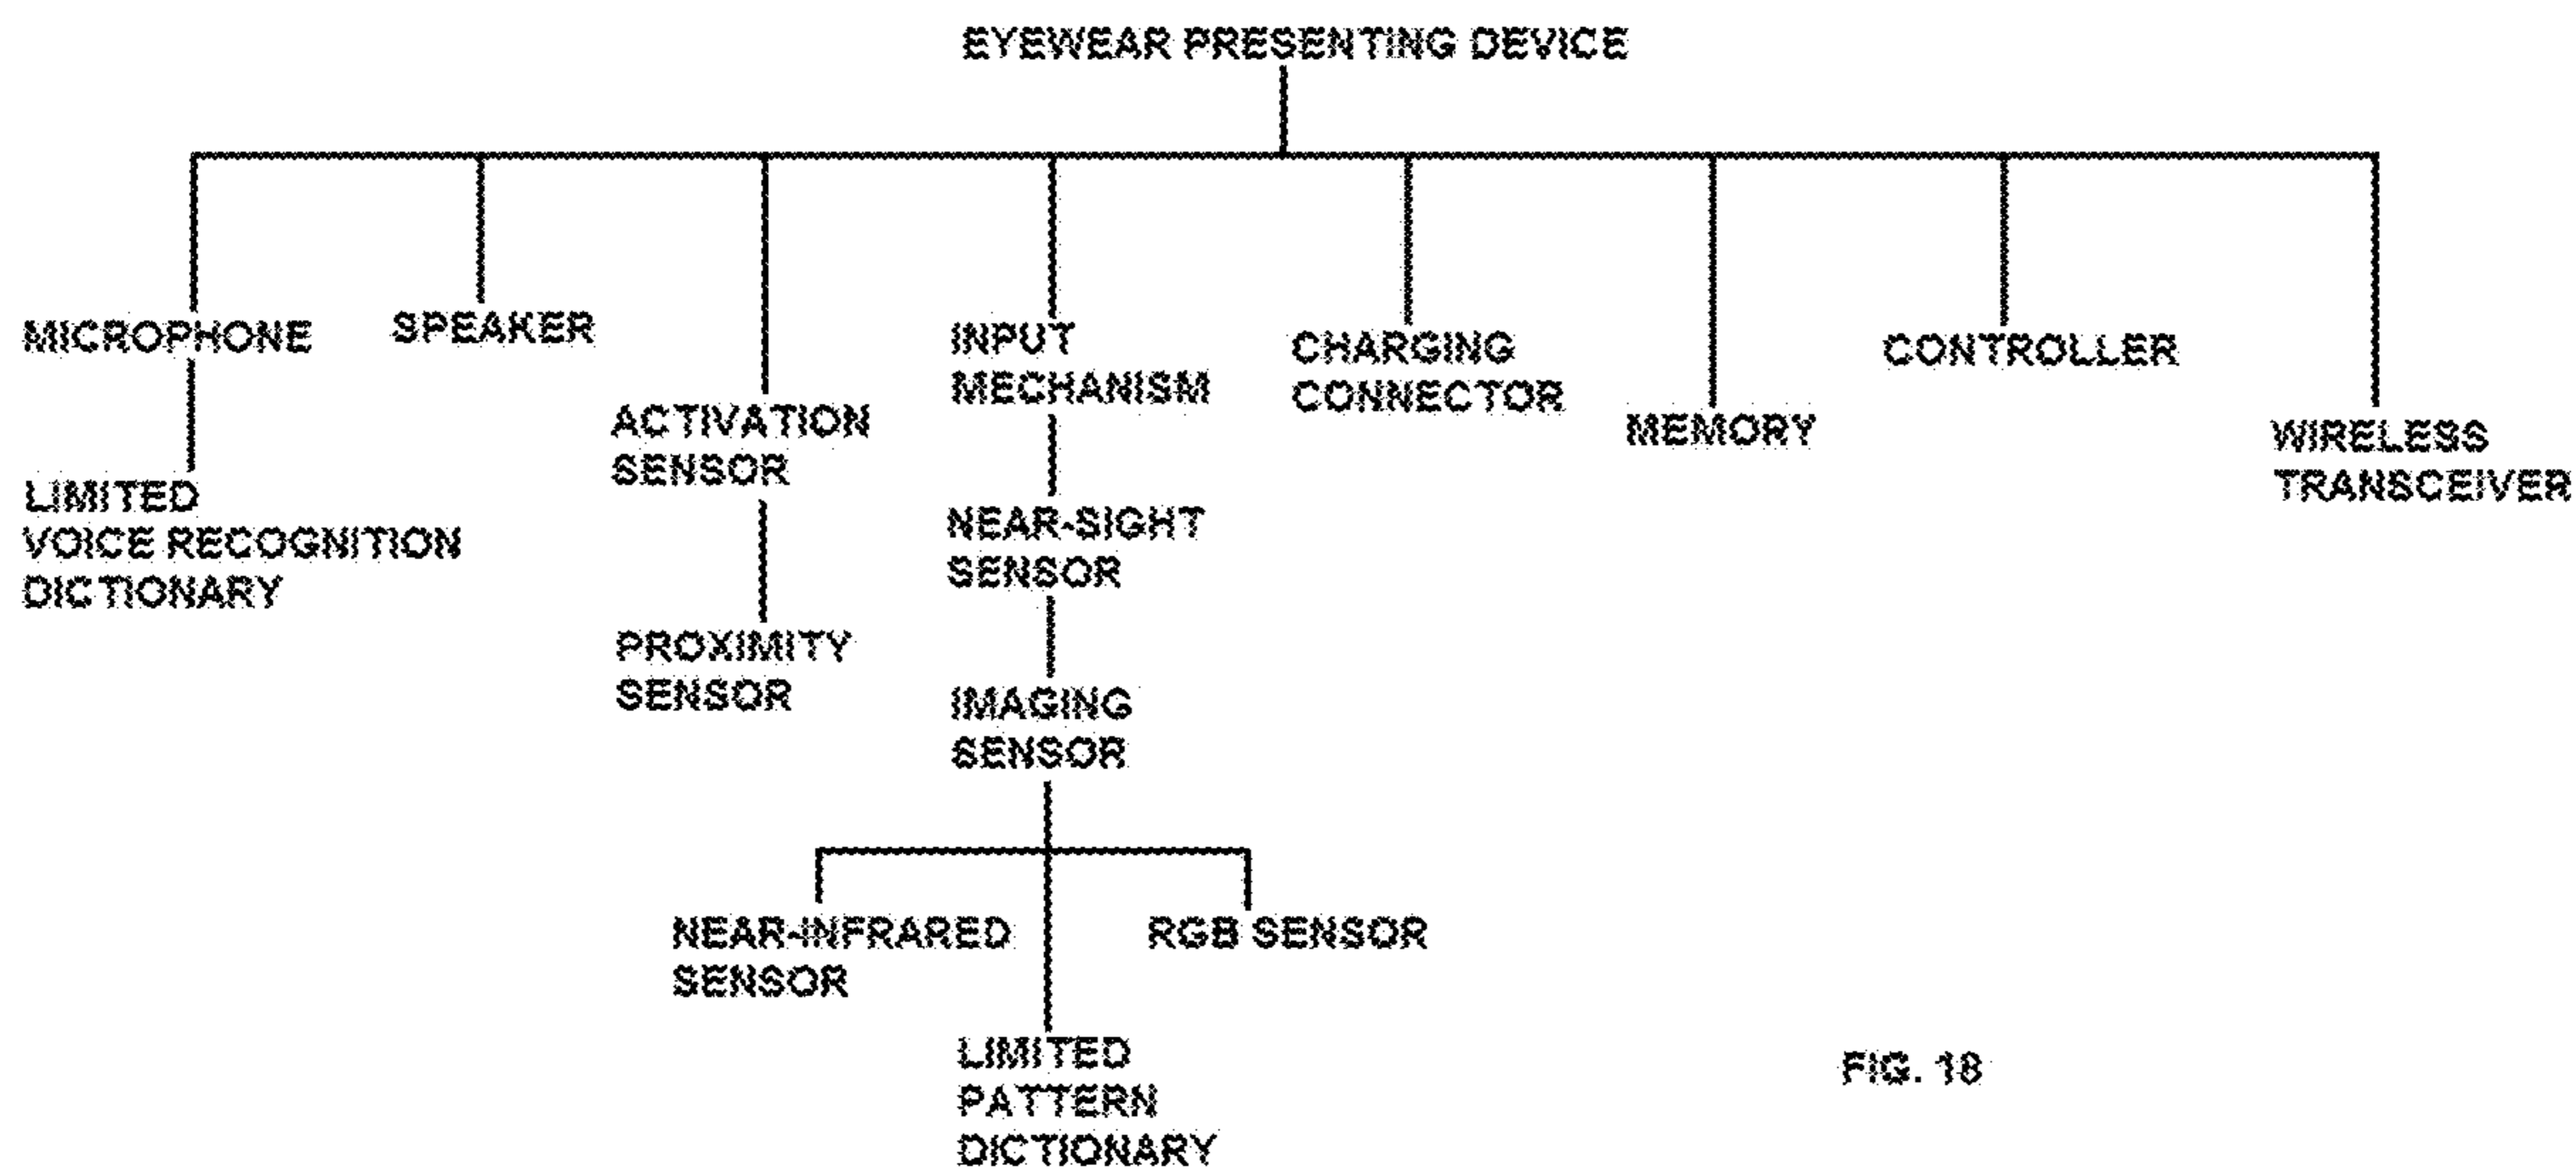 EYEWEAR PRESENTING DEVICE
MICROPHONE
SPEAKER
ACTIVATION
SENSOR
INPUT
MECHANISM
CHARGING
CONNECTOR
MEMORY
CONTROLLER
WIRELESS
TRANSCEIVER
LIMITED
VOICE RECOGNITION
DICTIONARY
PROXIMITY
SENSOR
NEAR-SIGHT
SENSOR
IMAGING
SENSOR
NEAR-INFRARED
SENSOR
RGB SENSOR
LIMITED
PATTERN
DICTIONARY
FIG. 18